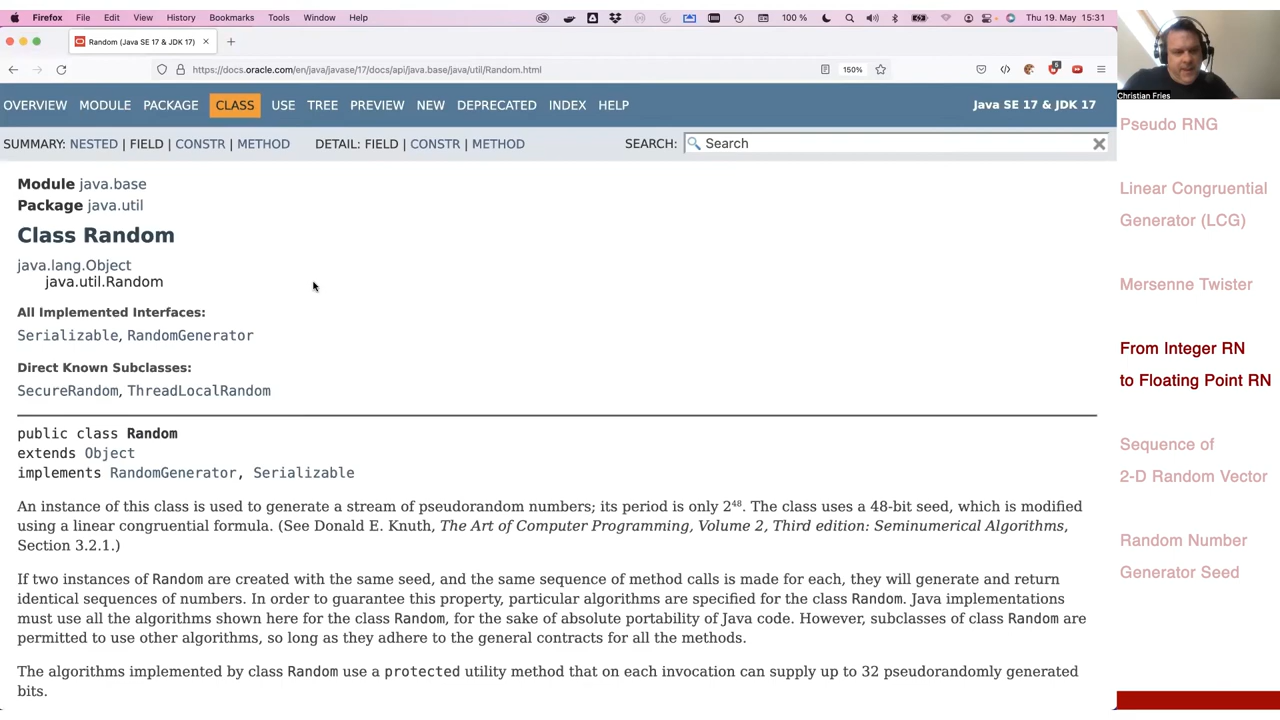 Firefox File Edit View History Bookmarks Tools Window Help 100 % Thu 19. May 15:31
Random (Java SE 17 & JDK 17)
https://docs.oracle.com/en/java/javase/17/docs/api/java.base/java/util/Random.html 150% 6
OVERVIEW MODULE PACKAGE CLASS USE TREE PREVIEW NEW DEPRECATED INDEX HELP Java SE 17 & JDK 17
SUMMARY: NESTED | FIELD | CONSTR | METHOD DETAIL: FIELD | CONSTR | METHOD SEARCH: Search
Module java.base
Package java.util
Class Random
java.lang.Object
java.util.Random
All Implemented Interfaces:
Serializable, RandomGenerator
Direct Known Subclasses:
SecureRandom, ThreadLocalRandom
public class Random
extends Object
implements RandomGenerator, Serializable
An instance of this class is used to generate a stream of pseudorandom numbers; its period is only 2⁴⁸. The class uses a 48-bit seed, which is modified
using a linear congruential formula. (See Donald E. Knuth, The Art of Computer Programming, Volume 2, Third edition: Seminumerical Algorithms,
Section 3.2.1.)
If two instances of Random are created with the same seed, and the same sequence of method calls is made for each, they will generate and return
identical sequences of numbers. In order to guarantee this property, particular algorithms are specified for the class Random. Java implementations
must use all the algorithms shown here for the class Random, for the sake of absolute portability of Java code. However, subclasses of class Random are
permitted to use other algorithms, so long as they adhere to the general contracts for all the methods.
The algorithms implemented by class Random use a protected utility method that on each invocation can supply up to 32 pseudorandomly generated
bits.
Christian Fries
Pseudo RNG
Linear Congruential
Generator (LCG)
Mersenne Twister
From Integer RN
to Floating Point RN
Sequence of
2-D Random Vector
Random Number
Generator Seed